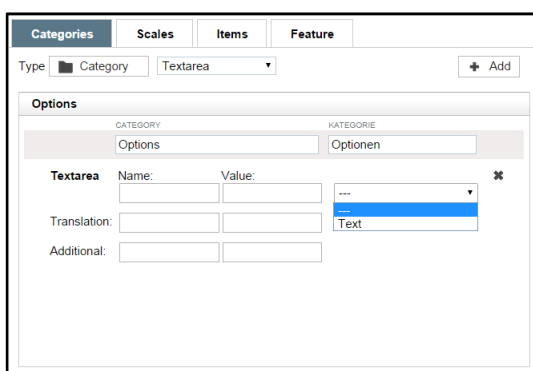 Categories Scales Items Feature
Type Category Textarea Add
Options
CATEGORY KATEGORIE
Options Optionen
Textarea Name: Value:
---
---
Translation: Text
Additional: